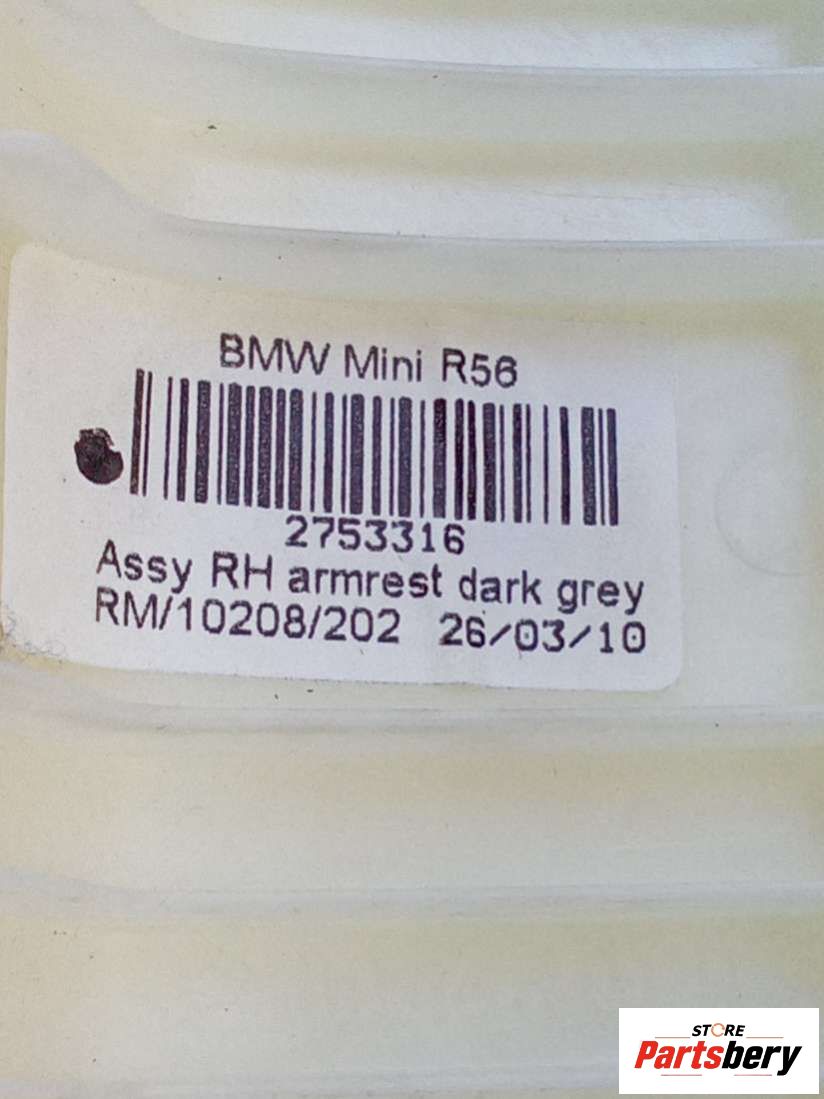 BMW Mini R56
2753316
Assy RH armrest dark grey
RM/10208/202 26/03/10
STORE
Partsbery